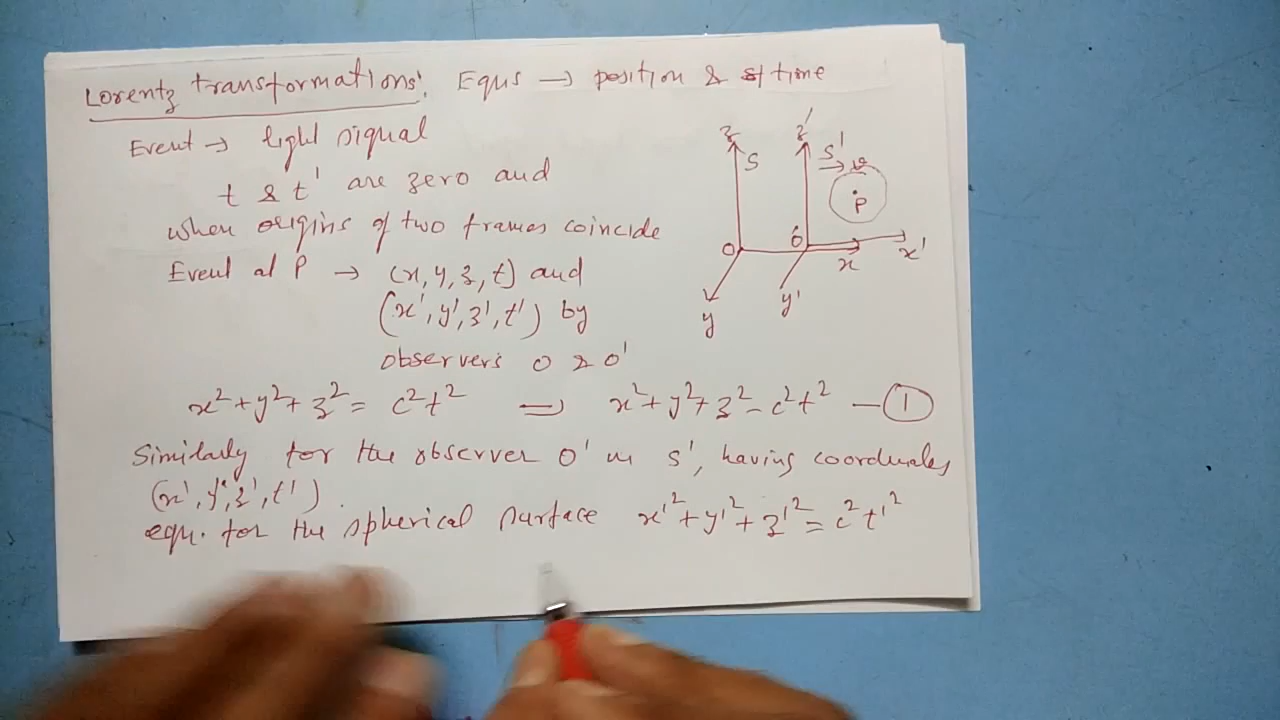 Lorentz transformations: Equs → position & time
Event → light signal
t & t' are zero and
when origins of two frames coincide
Event at P → (x, y, z, t) and
(x', y', z', t') by
observers O & O'
x² + y² + z² = c²t² ⇒ x² + y² + z² - c²t² — ①
Similarly for the observer O' in S', having coordinates
(x', y', z', t').
equ. for the spherical surface x'² + y'² + z'² = c²t'²
z z'
S S' v
P
O O' x x'
y y'